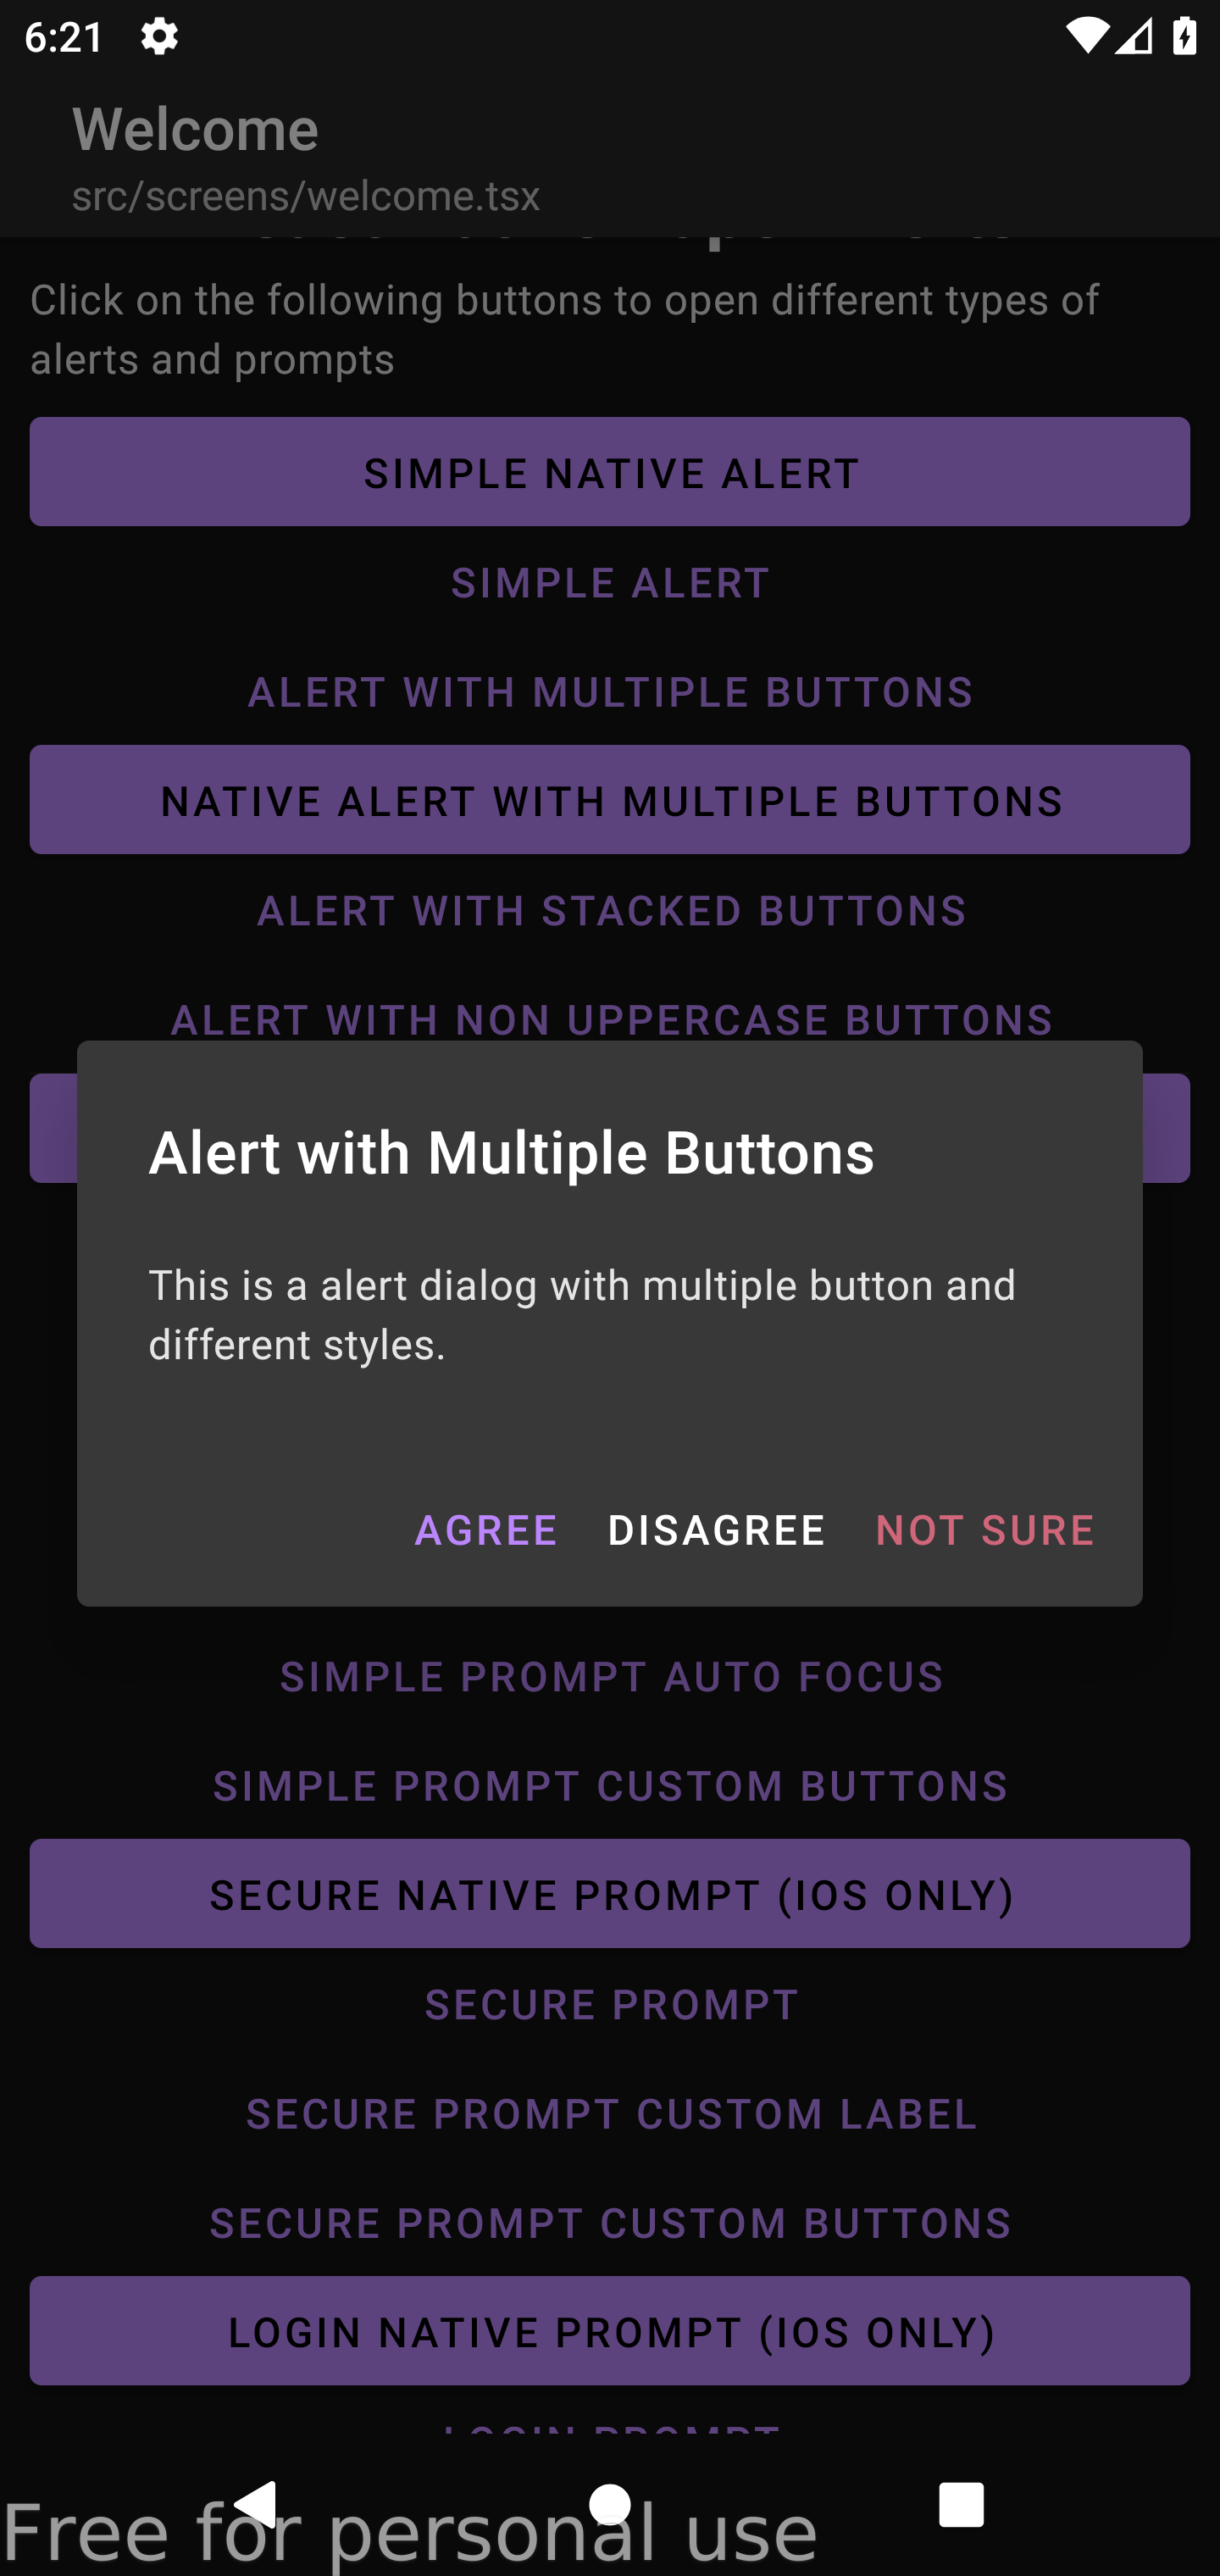 6:21
Welcome
src/screens/welcome.tsx
Click on the following buttons to open different types of
alerts and prompts
SIMPLE NATIVE ALERT
SIMPLE ALERT
ALERT WITH MULTIPLE BUTTONS
NATIVE ALERT WITH MULTIPLE BUTTONS
ALERT WITH STACKED BUTTONS
ALERT WITH NON UPPERCASE BUTTONS
Alert with Multiple Buttons
This is a alert dialog with multiple button and
different styles.
AGREE DISAGREE NOT SURE
SIMPLE PROMPT AUTO FOCUS
SIMPLE PROMPT CUSTOM BUTTONS
SECURE NATIVE PROMPT (IOS ONLY)
SECURE PROMPT
SECURE PROMPT CUSTOM LABEL
SECURE PROMPT CUSTOM BUTTONS
LOGIN NATIVE PROMPT (IOS ONLY)
LOGIN PROMPT
Free for personal use